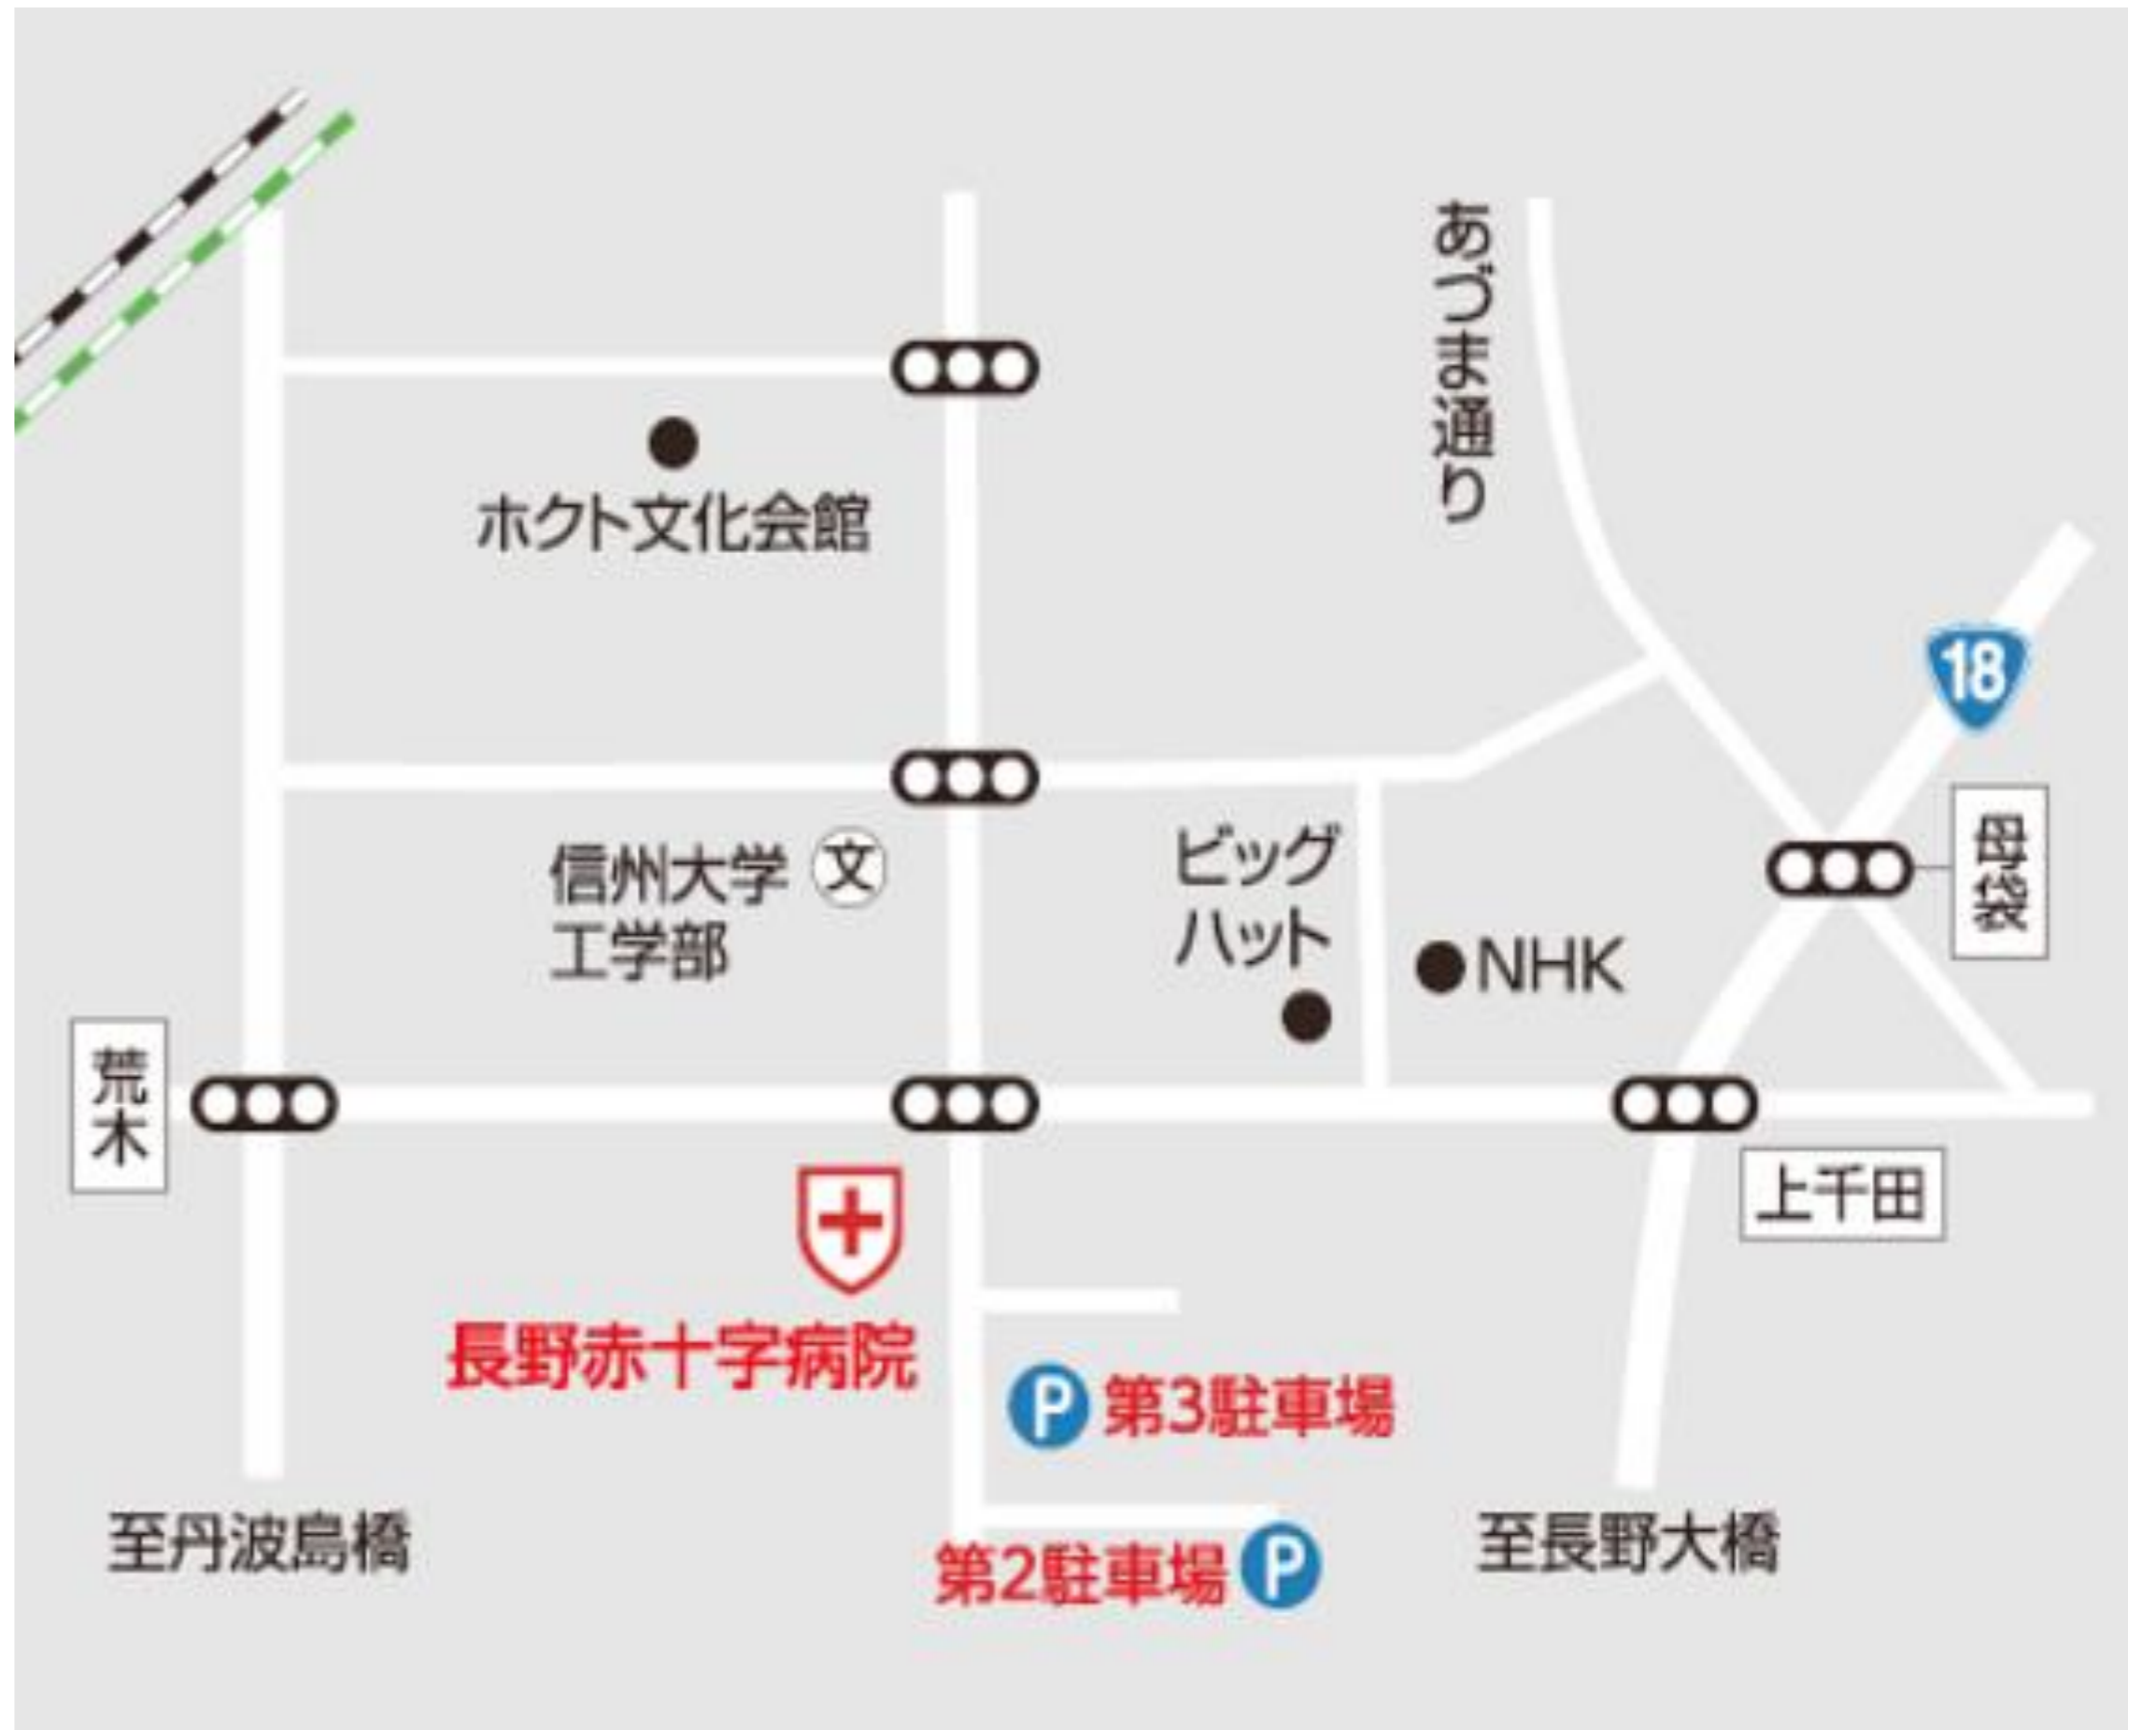 あづま通り
ホクト文化会館
18
信州大学
工学部
文
ビッグ
ハット
NHK
母袋
荒木
上千田
長野赤十字病院
P 第3駐車場
至丹波島橋
第2駐車場 P
至長野大橋